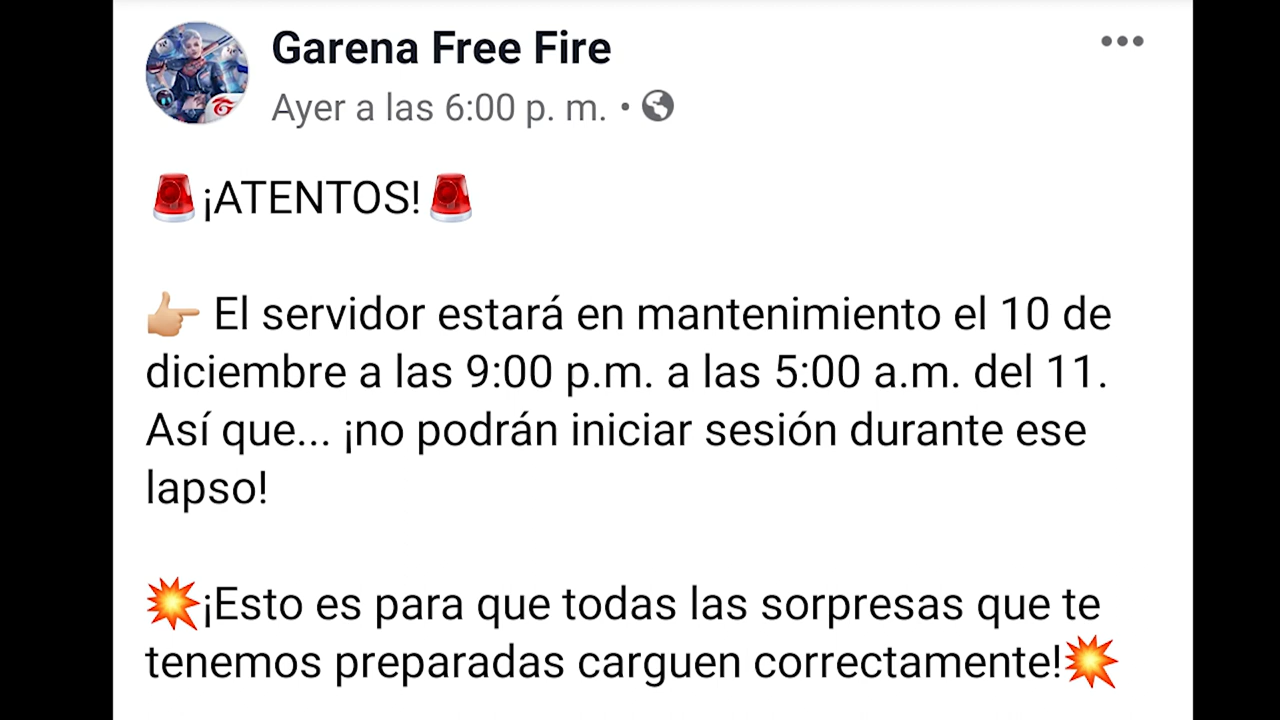 Garena Free Fire
Ayer a las 6:00 p. m. •
🚨¡ATENTOS!🚨
👉🏼 El servidor estará en mantenimiento el 10 de
diciembre a las 9:00 p.m. a las 5:00 a.m. del 11.
Así que... ¡no podrán iniciar sesión durante ese
lapso!
💥¡Esto es para que todas las sorpresas que te
tenemos preparadas carguen correctamente!💥